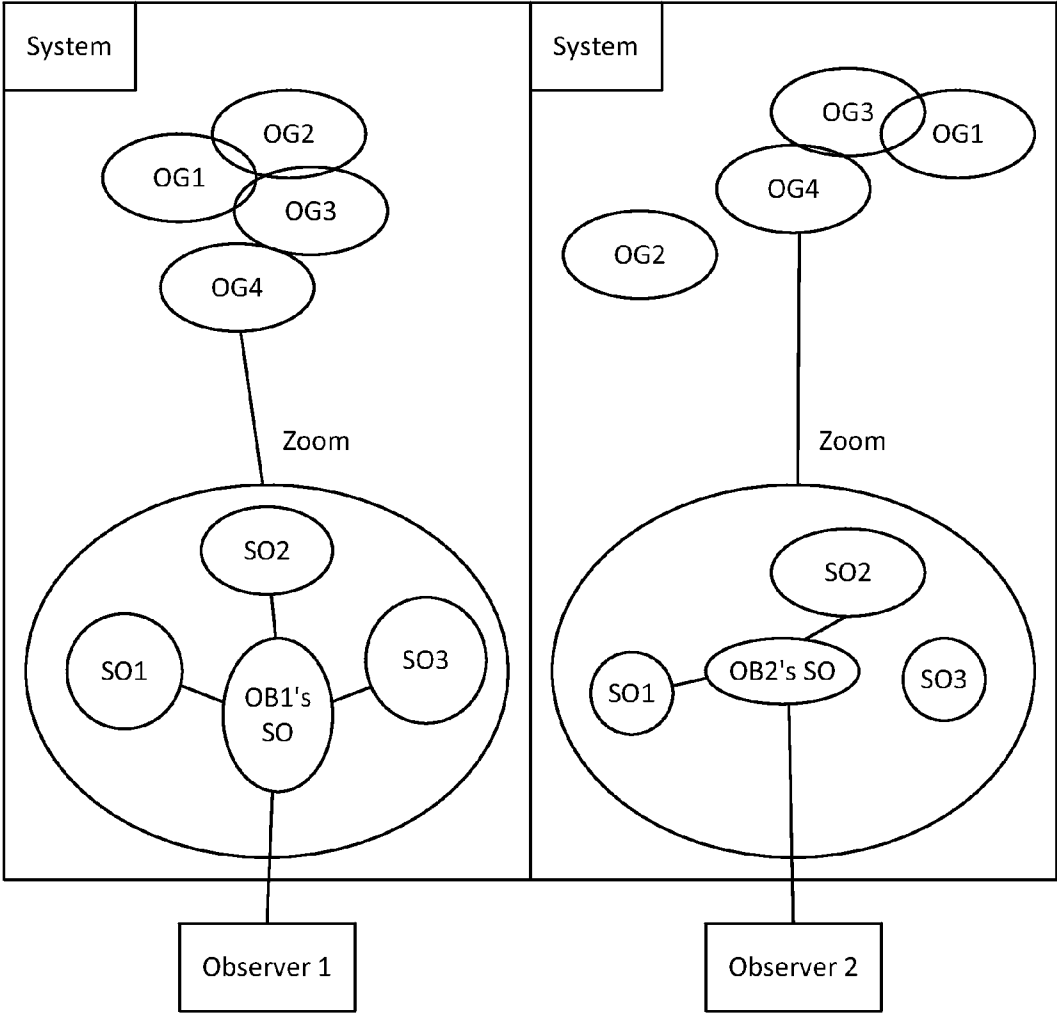 System
OG2
OG1
OG3
OG4
Zoom
SO2
SO1
SO3
OB1's
SO
Observer 1
System
OG3
OG1
OG4
OG2
Zoom
SO2
OB2's SO
SO1
SO3
Observer 2